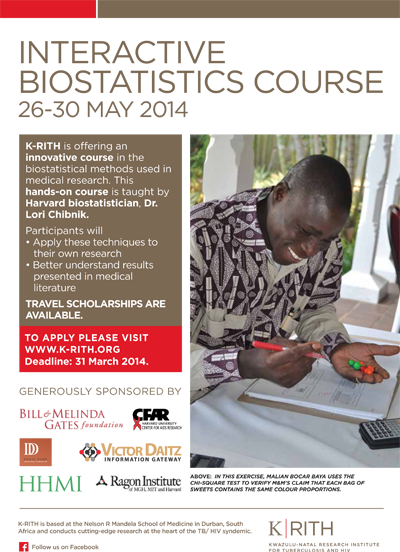 INTERACTIVE
BIOSTATISTICS COURSE
26-30 MAY 2014
K-RITH is offering an
innovative course in the
biostatistical methods used in
medical research. This
hands-on course is taught by
Harvard biostatistician, Dr.
Lori Chibnik.
Participants will
• Apply these techniques to
their own research
• Better understand results
presented in medical
literature
TRAVEL SCHOLARSHIPS ARE
AVAILABLE.
TO APPLY PLEASE VISIT
WWW.K-RITH.ORG
Deadline: 31 March 2014.
GENEROUSLY SPONSORED BY
BILL & MELINDA
GATES foundation
CFAR
HARVARD UNIVERSITY
CENTER FOR AIDS RESEARCH
DD
VICTOR DAITZ
INFORMATION GATEWAY
HHMI
Ragon Institute
of MGH, MIT and Harvard
ABOVE: IN THIS EXERCISE, MALIAN BOCAR BAYA USES THE
CHI-SQUARE TEST TO VERIFY M&M'S CLAIM THAT EACH BAG OF
SWEETS CONTAINS THE SAME COLOUR PROPORTIONS.
K-RITH is based at the Nelson R Mandela School of Medicine in Durban, South
Africa and conducts cutting-edge research at the heart of the TB/ HIV syndemic.
Follow us on Facebook
K|RITH
KWAZULU-NATAL RESEARCH INSTITUTE
FOR TUBERCULOSIS AND HIV